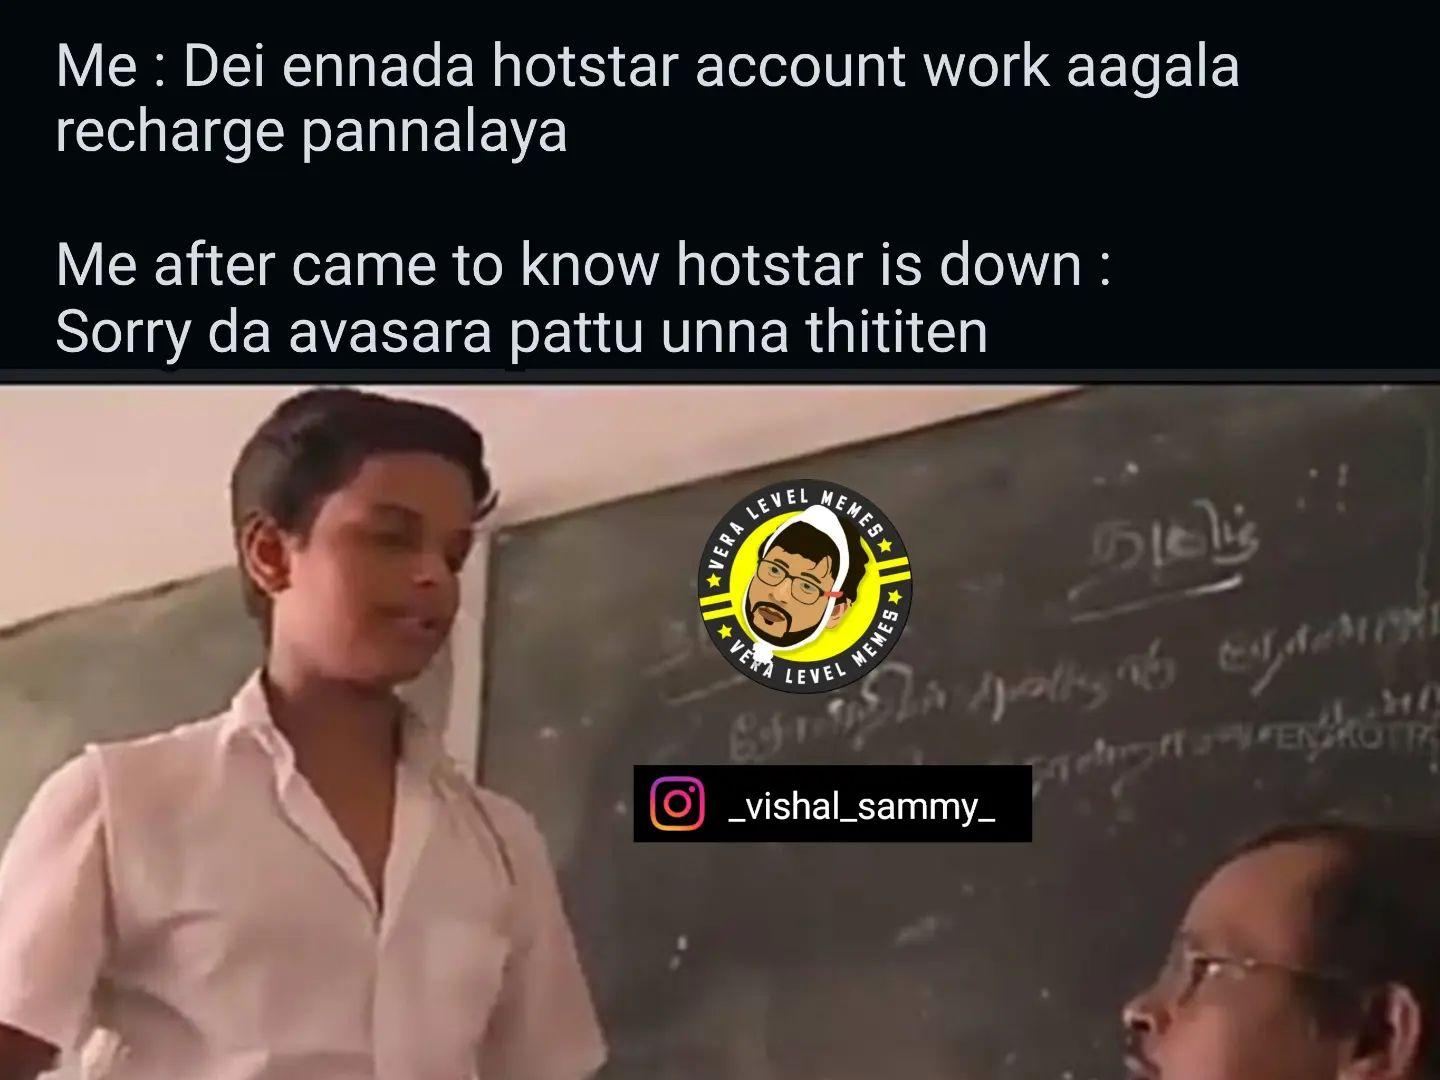 Me : Dei ennada hotstar account work aagala
recharge pannalaya
Me after came to know hotstar is down :
Sorry da avasara pattu unna thititen
VERA LEVEL MEMES
VERA LEVEL MEMES
தமிழ்
_vishal_sammy_